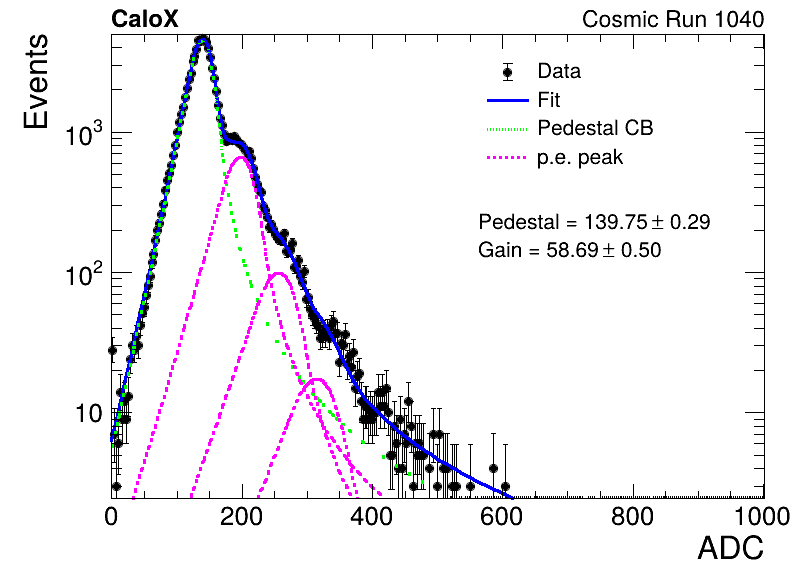 CaloX Cosmic Run 1040
Events
Data
Fit
Pedestal CB
p.e. peak
Pedestal = 139.75 ± 0.29
Gain = 58.69 ± 0.50
10³
10²
10
0 200 400 600 800 1000
ADC